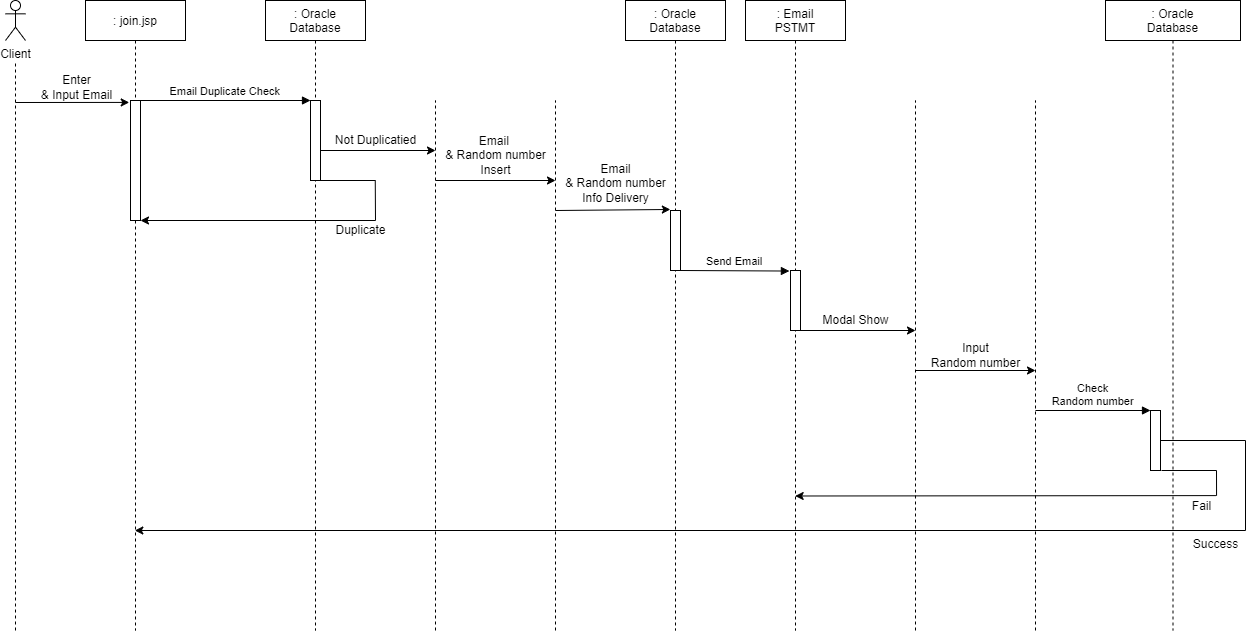 Client
: join.jsp
: Oracle
Database
: Oracle
Database
: Email
PSTMT
: Oracle
Database
Enter
& Input Email
Email Duplicate Check
Not Duplicatied
Email
& Random number
Insert
Email
& Random number
Info Delivery
Duplicate
Send Email
Modal Show
Input
Random number
Check
Random number
Fail
Success